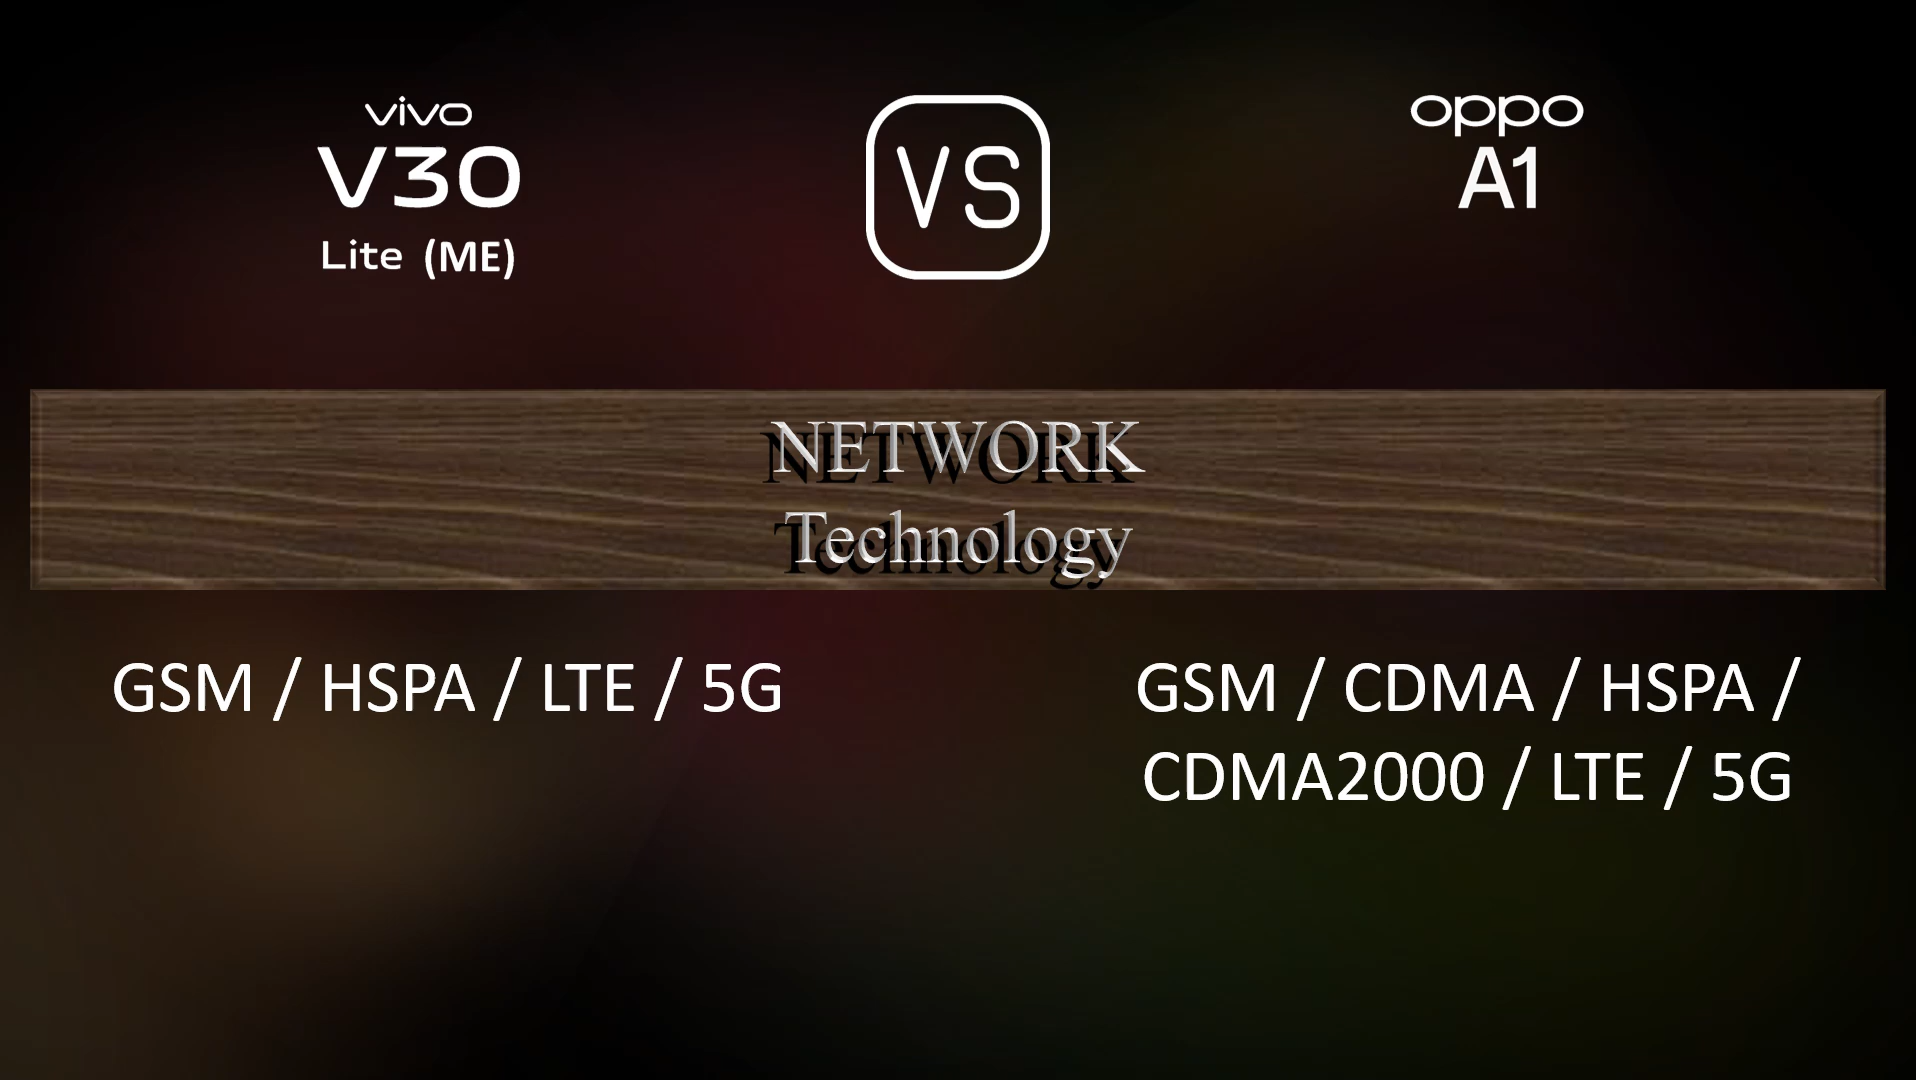 vivo
V30
Lite (ME)
VS
oppo
A1
NETWORK
Technology
GSM / HSPA / LTE / 5G
GSM / CDMA / HSPA /
CDMA2000 / LTE / 5G